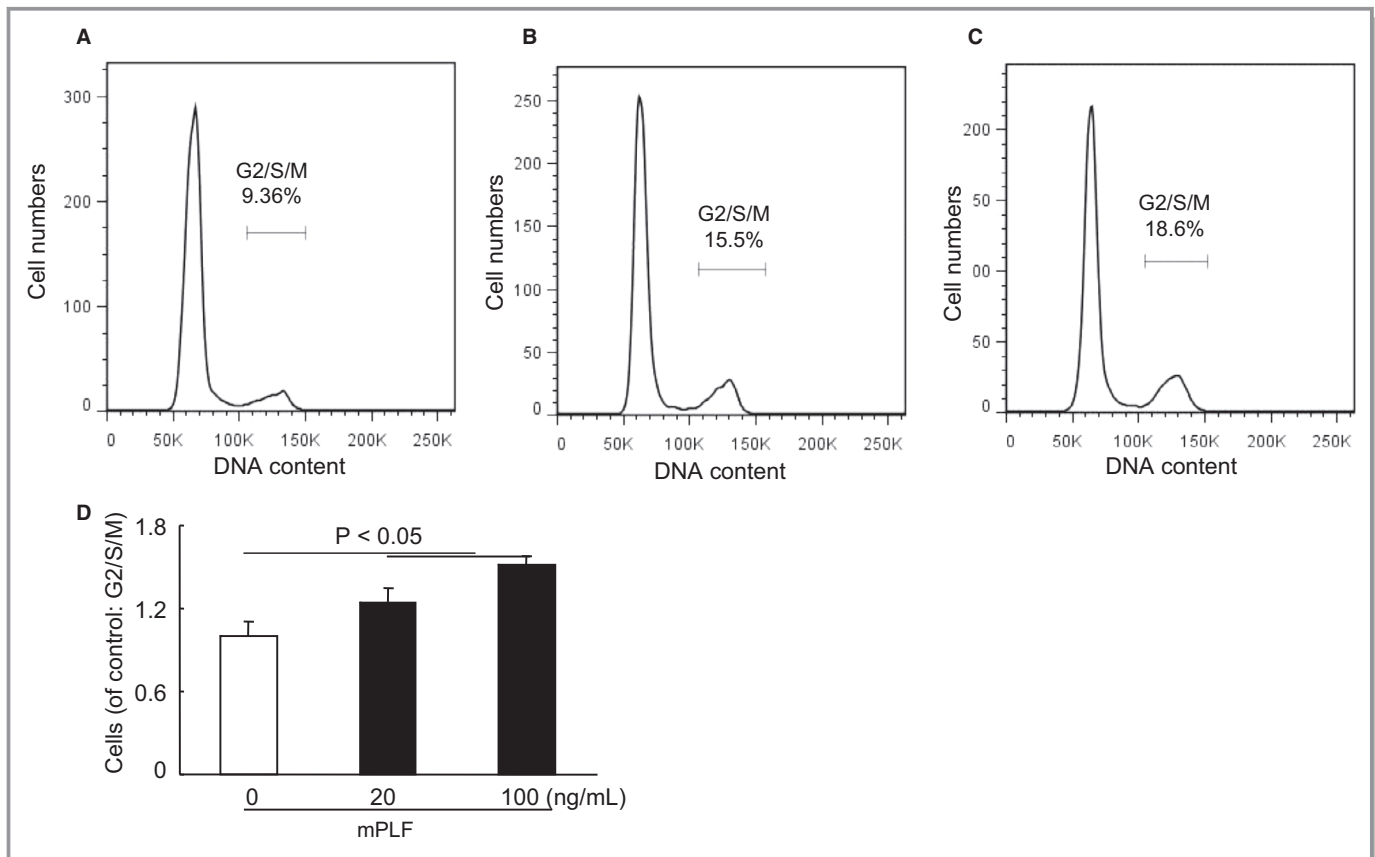 A
300
200
100
0
Cell numbers
G2/S/M
9.36%
0 50K 100K 150K 200K 250K
DNA content
B
250
200
150
100
50
0
Cell numbers
G2/S/M
15.5%
0 50K 100K 150K 200K 250K
DNA content
C
200
50
00
50
0
Cell numbers
G2/S/M
18.6%
0 50K 100K 150K 200K 250K
DNA content
D
1.8
1.2
0.6
0
Cells (of control: G2/S/M)
P < 0.05
0 20 100 (ng/mL)
mPLF